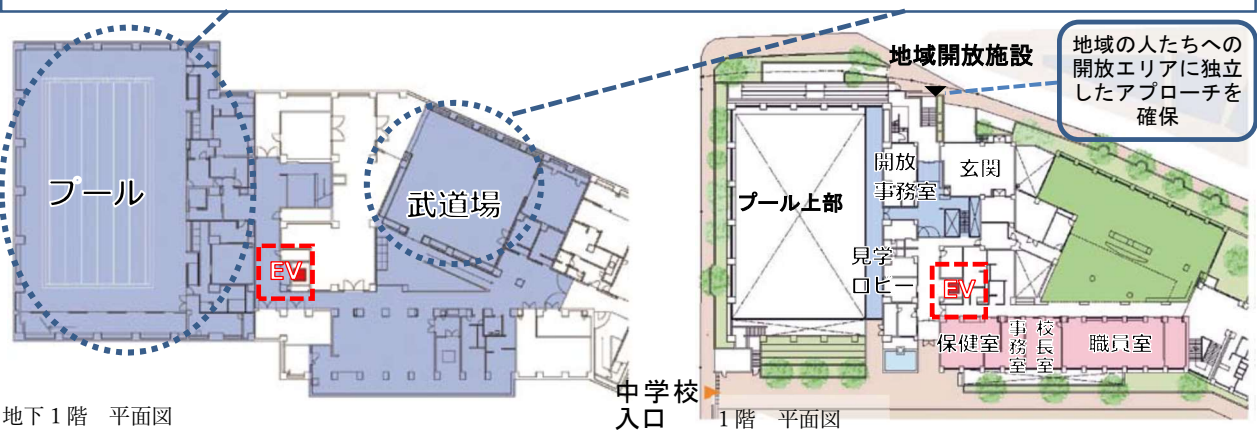 プール
武道場
EV
地下1階 平面図
地域開放施設
地域の人たちへの
開放エリアに独立
したアプローチを
確保
開放
事務室
玄関
プール上部
見学
ロビー
EV
保健室
事務室
校長室
職員室
中学校
入口
1階 平面図